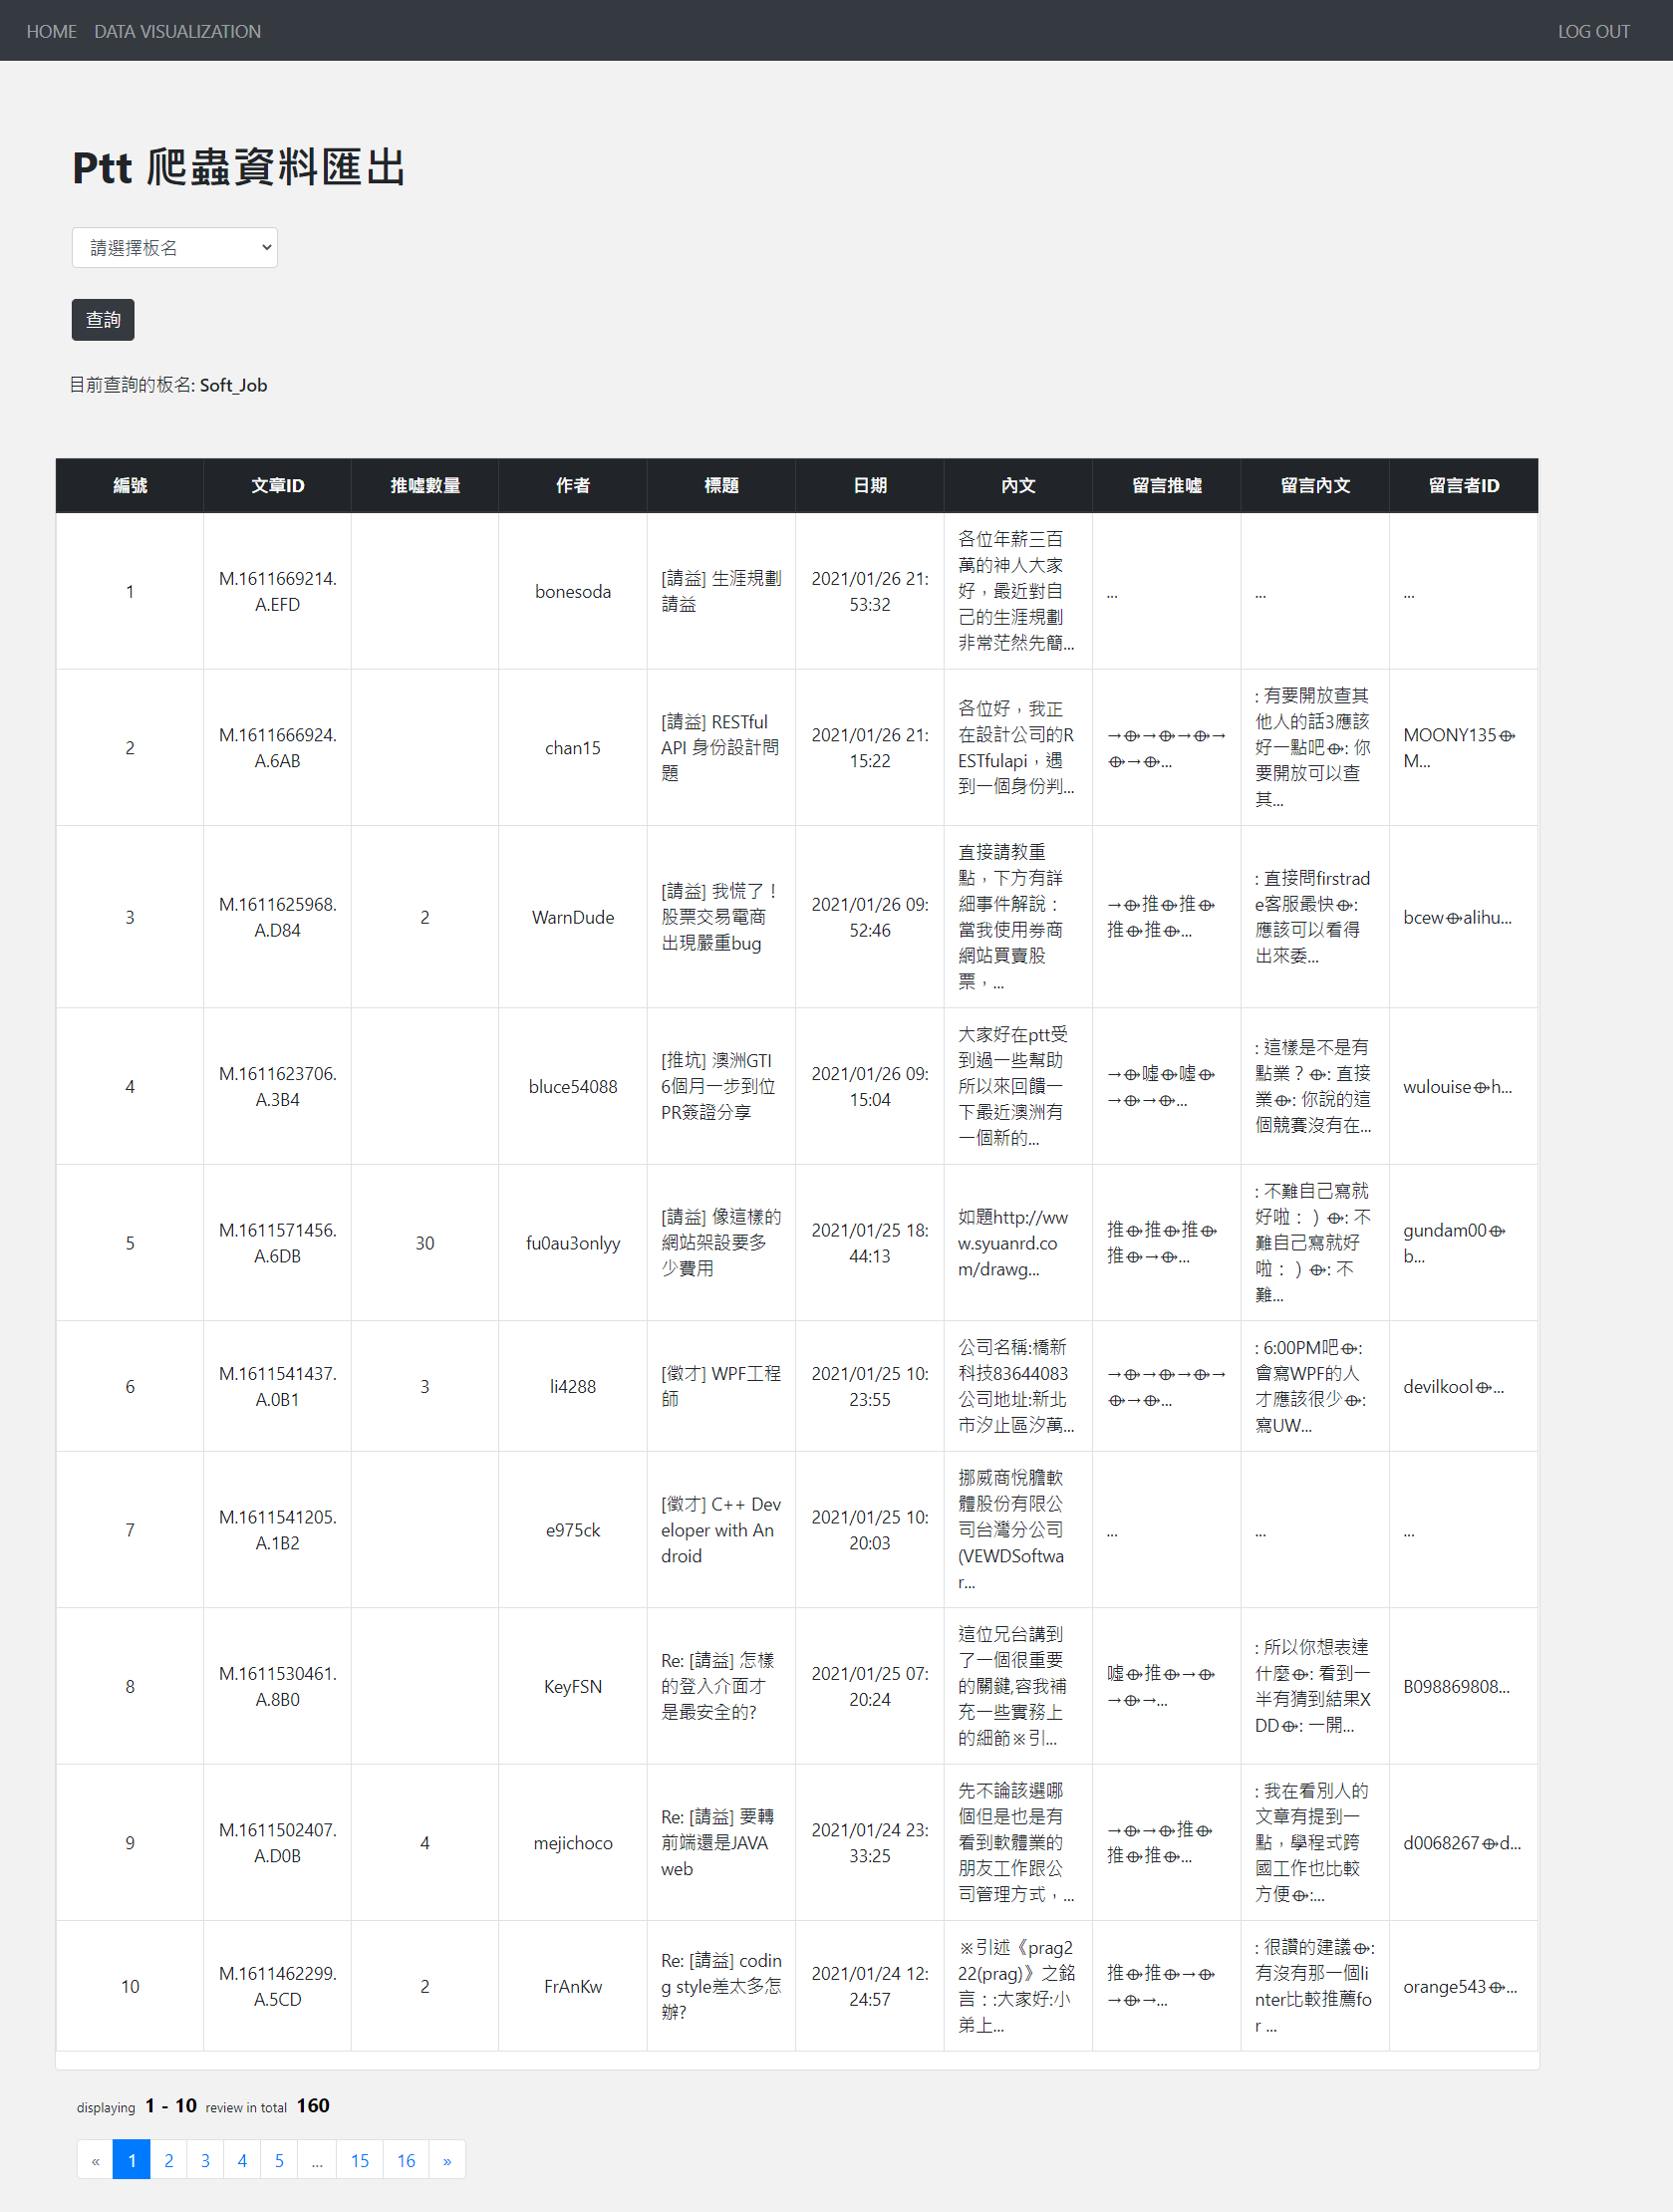 HOME DATA VISUALIZATION LOG OUT
Ptt 爬蟲資料匯出
請選擇板名
查詢
目前查詢的板名: Soft_Job
編號 文章ID 推噓數量 作者 標題 日期 內文 留言推噓 留言內文 留言者ID
1
M.1611669214.
A.EFD
bonesoda
[請益] 生涯規劃
請益
2021/01/26 21:
53:32
各位年薪三百
萬的神人大家
好，最近對自
己的生涯規劃
非常茫然先簡...
...
...
...
2
M.1611666924.
A.6AB
chan15
[請益] RESTful
API 身份設計問
題
2021/01/26 21:
15:22
各位好，我正
在設計公司的R
ESTfulapi，遇
到一個身份判...
→⟴→⟴→⟴→
⟴→⟴...
: 有要開放查其
他人的話3應該
好一點吧⟴: 你
要開放可以查
其...
MOONY135⟴
M...
3
M.1611625968.
A.D84
2
WarnDude
[請益] 我慌了！
股票交易電商
出現嚴重bug
2021/01/26 09:
52:46
直接請教重
點，下方有詳
細事件解說：
當我使用券商
網站買賣股
票，...
→⟴推⟴推⟴
推⟴推⟴...
: 直接問firstrad
e客服最快⟴:
應該可以看得
出來委...
bcew⟴alihu...
4
M.1611623706.
A.3B4
bluce54088
[推坑] 澳洲GTI
6個月一步到位
PR簽證分享
2021/01/26 09:
15:04
大家好在ptt受
到過一些幫助
所以來回饋一
下最近澳洲有
一個新的...
→⟴噓⟴噓⟴
→⟴→⟴...
: 這樣是不是有
點業？⟴: 直接
業⟴: 你說的這
個競賽沒有在...
wulouise⟴h...
5
M.1611571456.
A.6DB
30
fu0au3onlyy
[請益] 像這樣的
網站架設要多
少費用
2021/01/25 18:
44:13
如題http://ww
w.syuanrd.co
m/drawg...
推⟴推⟴推⟴
推⟴→⟴...
: 不難自己寫就
好啦：）⟴: 不
難自己寫就好
啦：）⟴: 不
難...
gundam00⟴
b...
6
M.1611541437.
A.0B1
3
li4288
[徵才] WPF工程
師
2021/01/25 10:
23:55
公司名稱:橋新
科技83644083
公司地址:新北
市汐止區汐萬...
→⟴→⟴→⟴→
⟴→⟴...
: 6:00PM吧⟴:
會寫WPF的人
才應該很少⟴:
寫UW...
devilkool⟴...
7
M.1611541205.
A.1B2
e975ck
[徵才] C++ Dev
eloper with An
droid
2021/01/25 10:
20:03
挪威商悅膽軟
體股份有限公
司台灣分公司
(VEWDSoftwa
r...
...
...
...
8
M.1611530461.
A.8B0
KeyFSN
Re: [請益] 怎樣
的登入介面才
是最安全的?
2021/01/25 07:
20:24
這位兄台講到
了一個很重要
的關鍵,容我補
充一些實務上
的細節※引...
噓⟴推⟴→⟴
→⟴→...
: 所以你想表達
什麼⟴: 看到一
半有猜到結果X
DD⟴: 一開...
B098869808...
9
M.1611502407.
A.D0B
4
mejichoco
Re: [請益] 要轉
前端還是JAVA
web
2021/01/24 23:
33:25
先不論該選哪
個但是也是有
看到軟體業的
朋友工作跟公
司管理方式，...
→⟴→⟴推⟴
推⟴推⟴...
: 我在看別人的
文章有提到一
點，學程式跨
國工作也比較
方便⟴:...
d0068267⟴d...
10
M.1611462299.
A.5CD
2
FrAnKw
Re: [請益] codin
g style差太多怎
辦?
2021/01/24 12:
24:57
※引述《prag2
22(prag)》之銘
言：:大家好:小
弟上...
推⟴推⟴→⟴
→⟴→...
: 很讚的建議⟴:
有沒有那一個li
nter比較推薦fo
r ...
orange543⟴...
displaying 1 - 10 review in total 160
« 1 2 3 4 5 ... 15 16 »